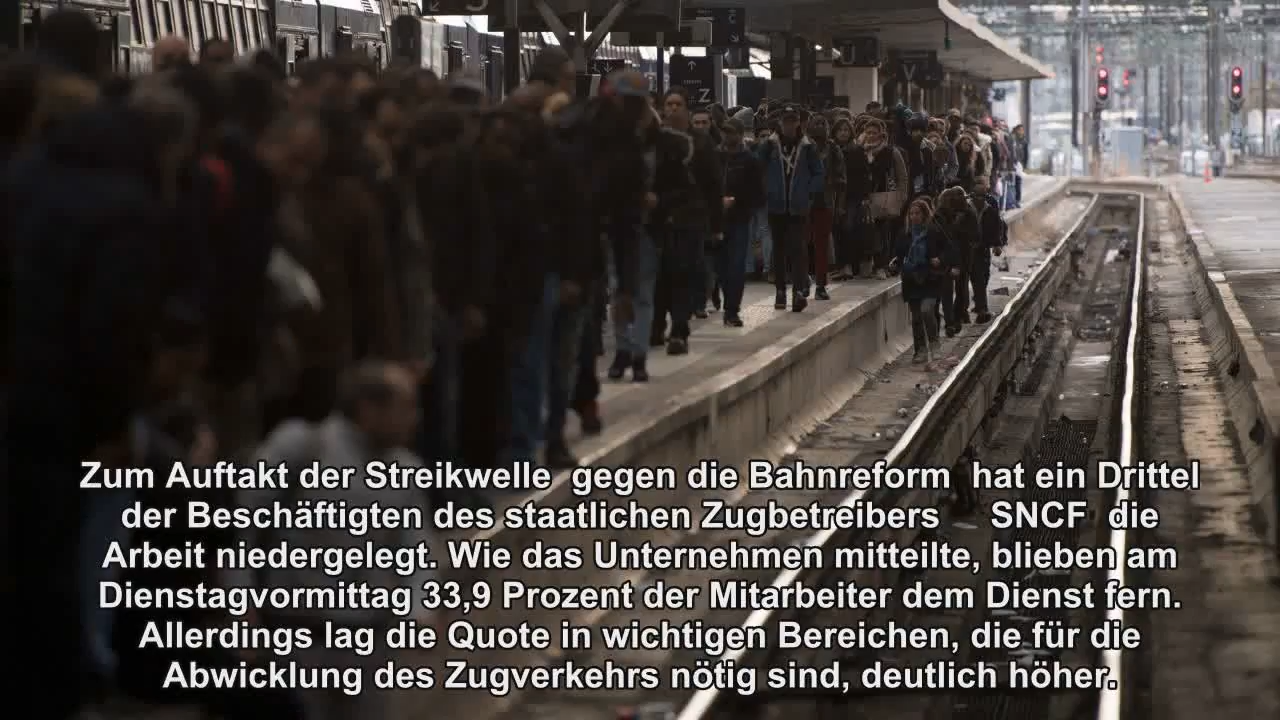 Z
Zum Auftakt der Streikwelle gegen die Bahnreform hat ein Drittel
der Beschäftigten des staatlichen Zugbetreibers SNCF die
Arbeit niedergelegt. Wie das Unternehmen mitteilte, blieben am
Dienstagvormittag 33,9 Prozent der Mitarbeiter dem Dienst fern.
Allerdings lag die Quote in wichtigen Bereichen, die für die
Abwicklung des Zugverkehrs nötig sind, deutlich höher.